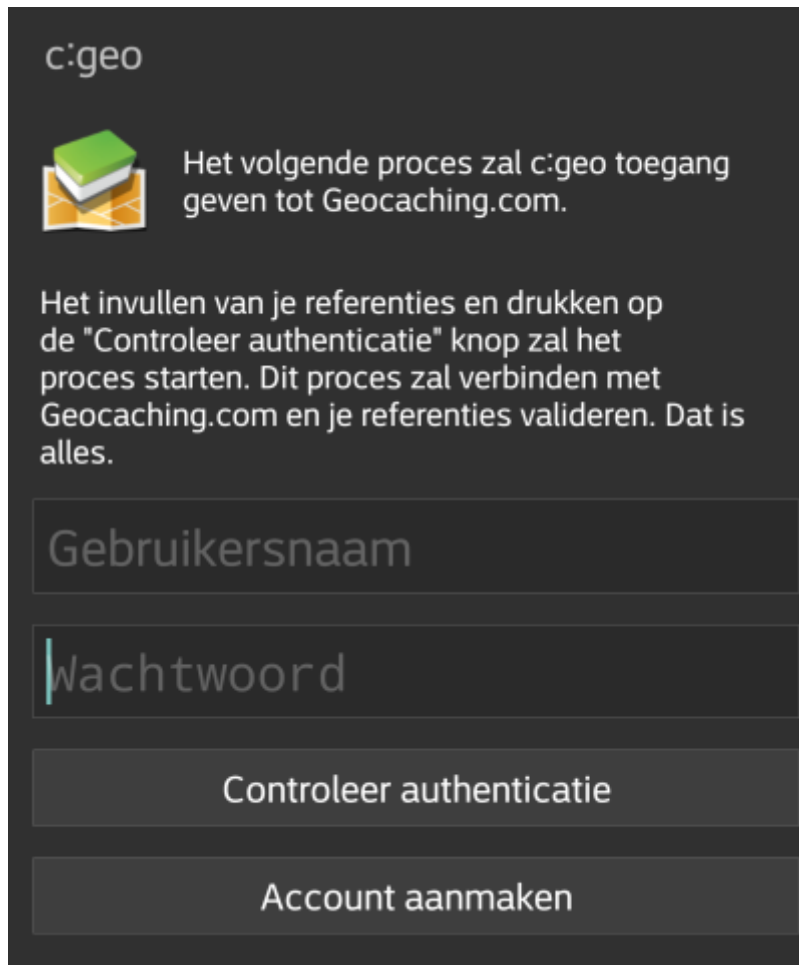 c:geo
Het volgende proces zal c:geo toegang
geven tot Geocaching.com.
Het invullen van je referenties en drukken op
de "Controleer authenticatie" knop zal het
proces starten. Dit proces zal verbinden met
Geocaching.com en je referenties valideren. Dat is
alles.
Gebruikersnaam
Wachtwoord
Controleer authenticatie
Account aanmaken